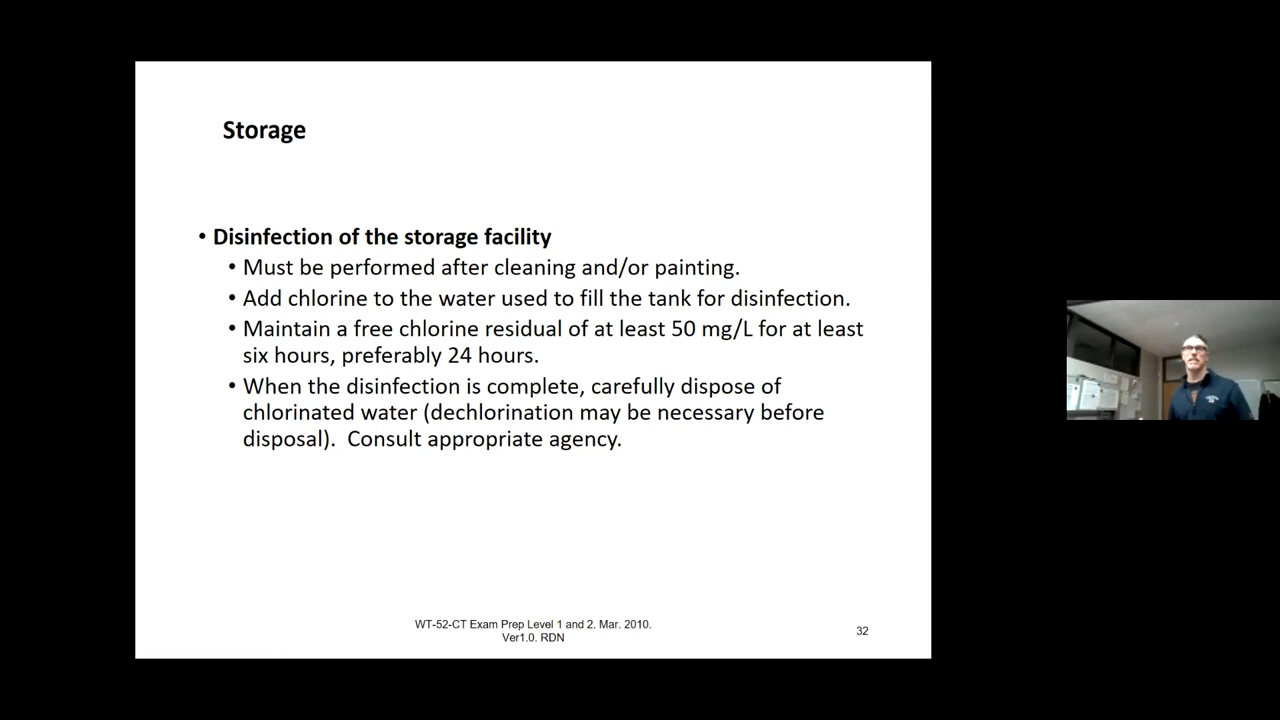 Storage
• Disinfection of the storage facility
• Must be performed after cleaning and/or painting.
• Add chlorine to the water used to fill the tank for disinfection.
• Maintain a free chlorine residual of at least 50 mg/L for at least
six hours, preferably 24 hours.
• When the disinfection is complete, carefully dispose of
chlorinated water (dechlorination may be necessary before
disposal).  Consult appropriate agency.
WT-52-CT Exam Prep Level 1 and 2. Mar. 2010.
Ver1.0. RDN
32